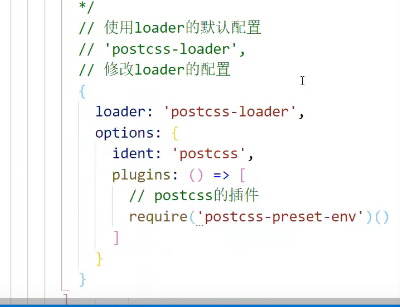 */
// 使用loader的默认配置
// 'postcss-loader',
// 修改loader的配置
{
loader: 'postcss-loader',
options: {
ident: 'postcss',
plugins: () => [
// postcss的插件
require('postcss-preset-env')()
]
}
}
]